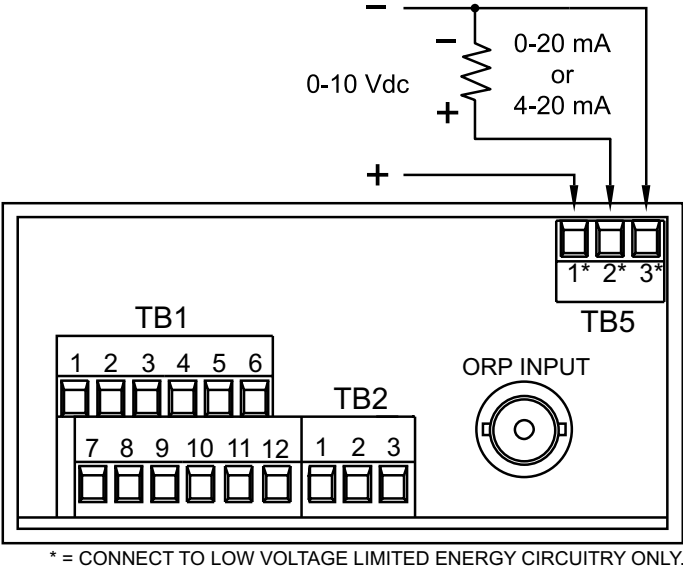 −
−
0-20 mA
or
0-10 Vdc
4-20 mA
+
+
1* 2* 3*
TB5
TB1
1 2 3 4 5 6
ORP INPUT
TB2
7 8 9 10 11 12 1 2 3
* = CONNECT TO LOW VOLTAGE LIMITED ENERGY CIRCUITRY ONLY.